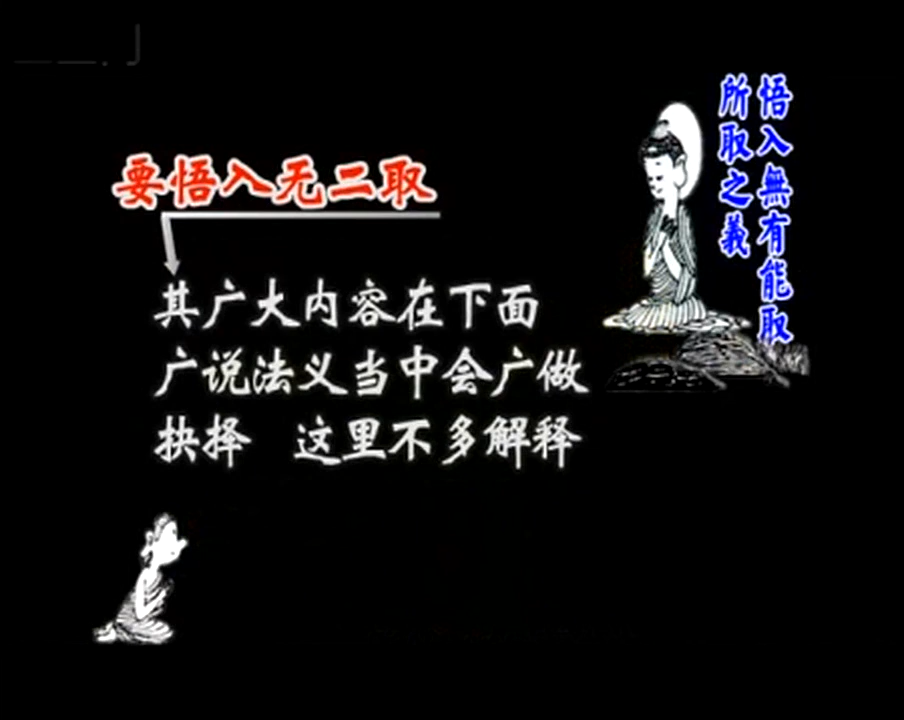 要悟入无二取
其广大内容在下面
广说法义当中会广做
抉择 这里不多解释
悟入無有能取
所取之義